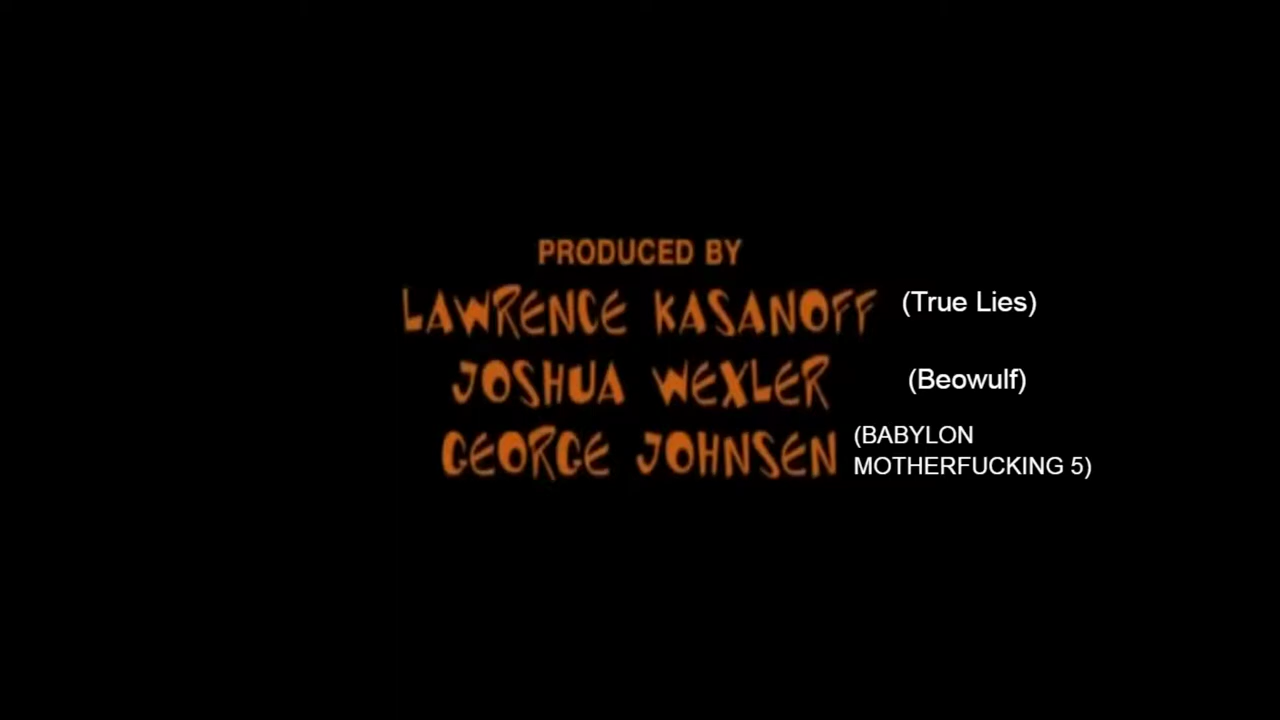 PRODUCED BY
LAWRENCE KASANOFF (True Lies)
JOSHUA WEXLER (Beowulf)
GEORGE JOHNSEN (BABYLON
MOTHERFUCKING 5)